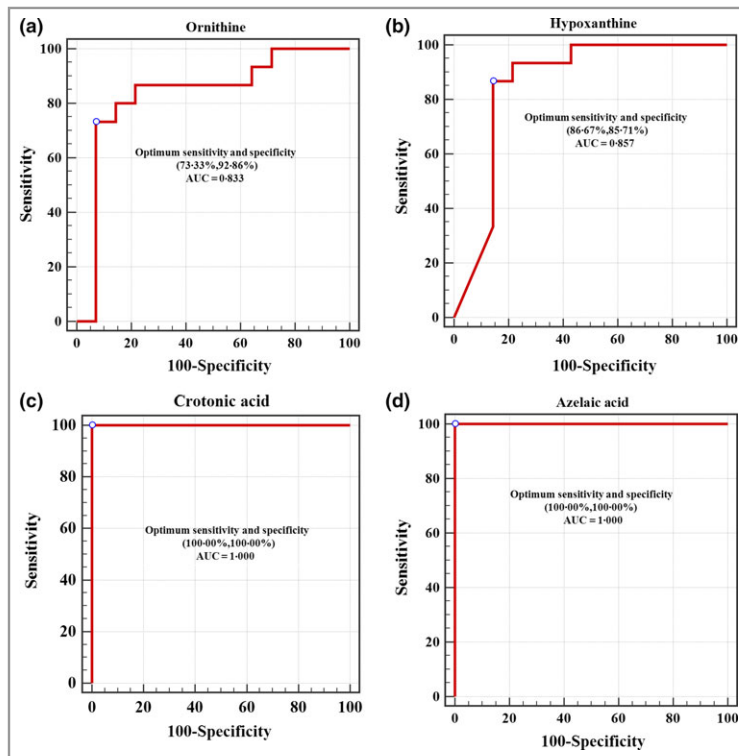 (a)
Ornithine
100
80
60
40
20
0
Sensitivity
Optimum sensitivity and specificity
(73·33%,92·86%)
AUC = 0·833
0 20 40 60 80 100
100-Specificity
(b)
Hypoxanthine
100
80
60
40
20
0
Sensitivity
Optimum sensitivity and specificity
(86·67%,85·71%)
AUC = 0·857
0 20 40 60 80 100
100-Specificity
(c)
Crotonic acid
100
80
60
40
20
0
Sensitivity
Optimum sensitivity and specificity
(100·00%,100·00%)
AUC = 1·000
0 20 40 60 80 100
100-Specificity
(d)
Azelaic acid
100
80
60
40
20
0
Sensitivity
Optimum sensitivity and specificity
(100·00%,100·00%)
AUC = 1·000
0 20 40 60 80 100
100-Specificity